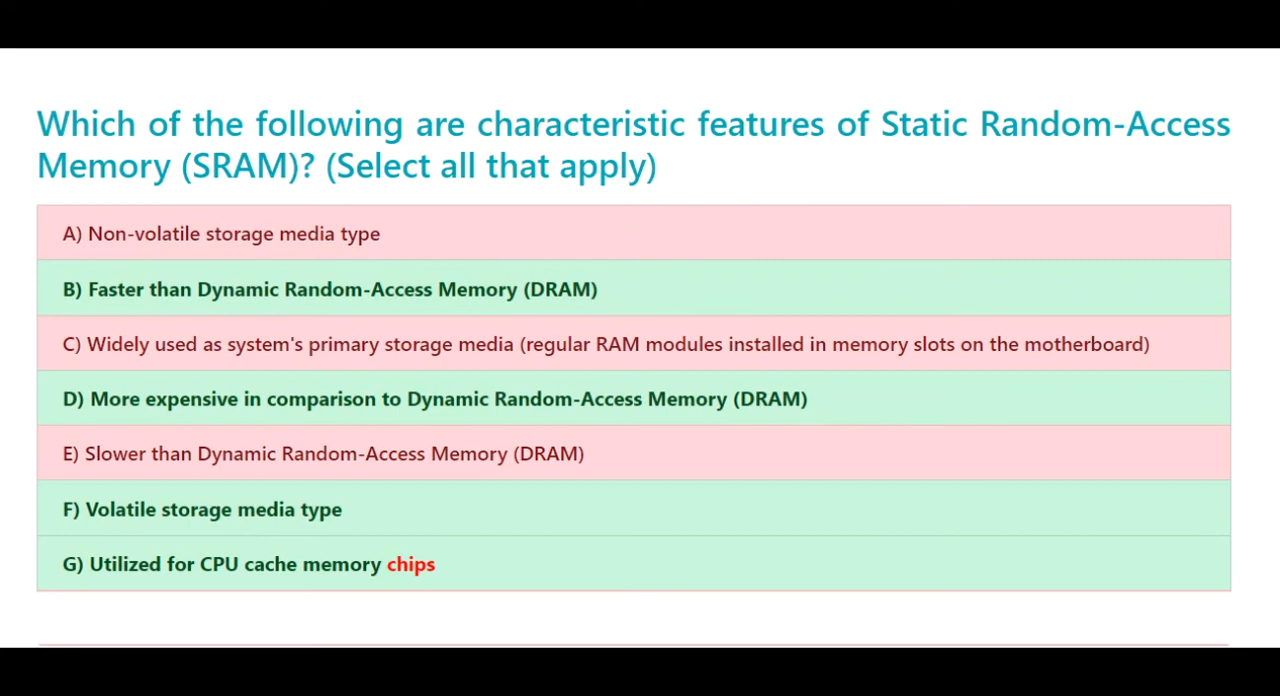 Which of the following are characteristic features of Static Random-Access
Memory (SRAM)? (Select all that apply)
A) Non-volatile storage media type
B) Faster than Dynamic Random-Access Memory (DRAM)
C) Widely used as system's primary storage media (regular RAM modules installed in memory slots on the motherboard)
D) More expensive in comparison to Dynamic Random-Access Memory (DRAM)
E) Slower than Dynamic Random-Access Memory (DRAM)
F) Volatile storage media type
G) Utilized for CPU cache memory chips